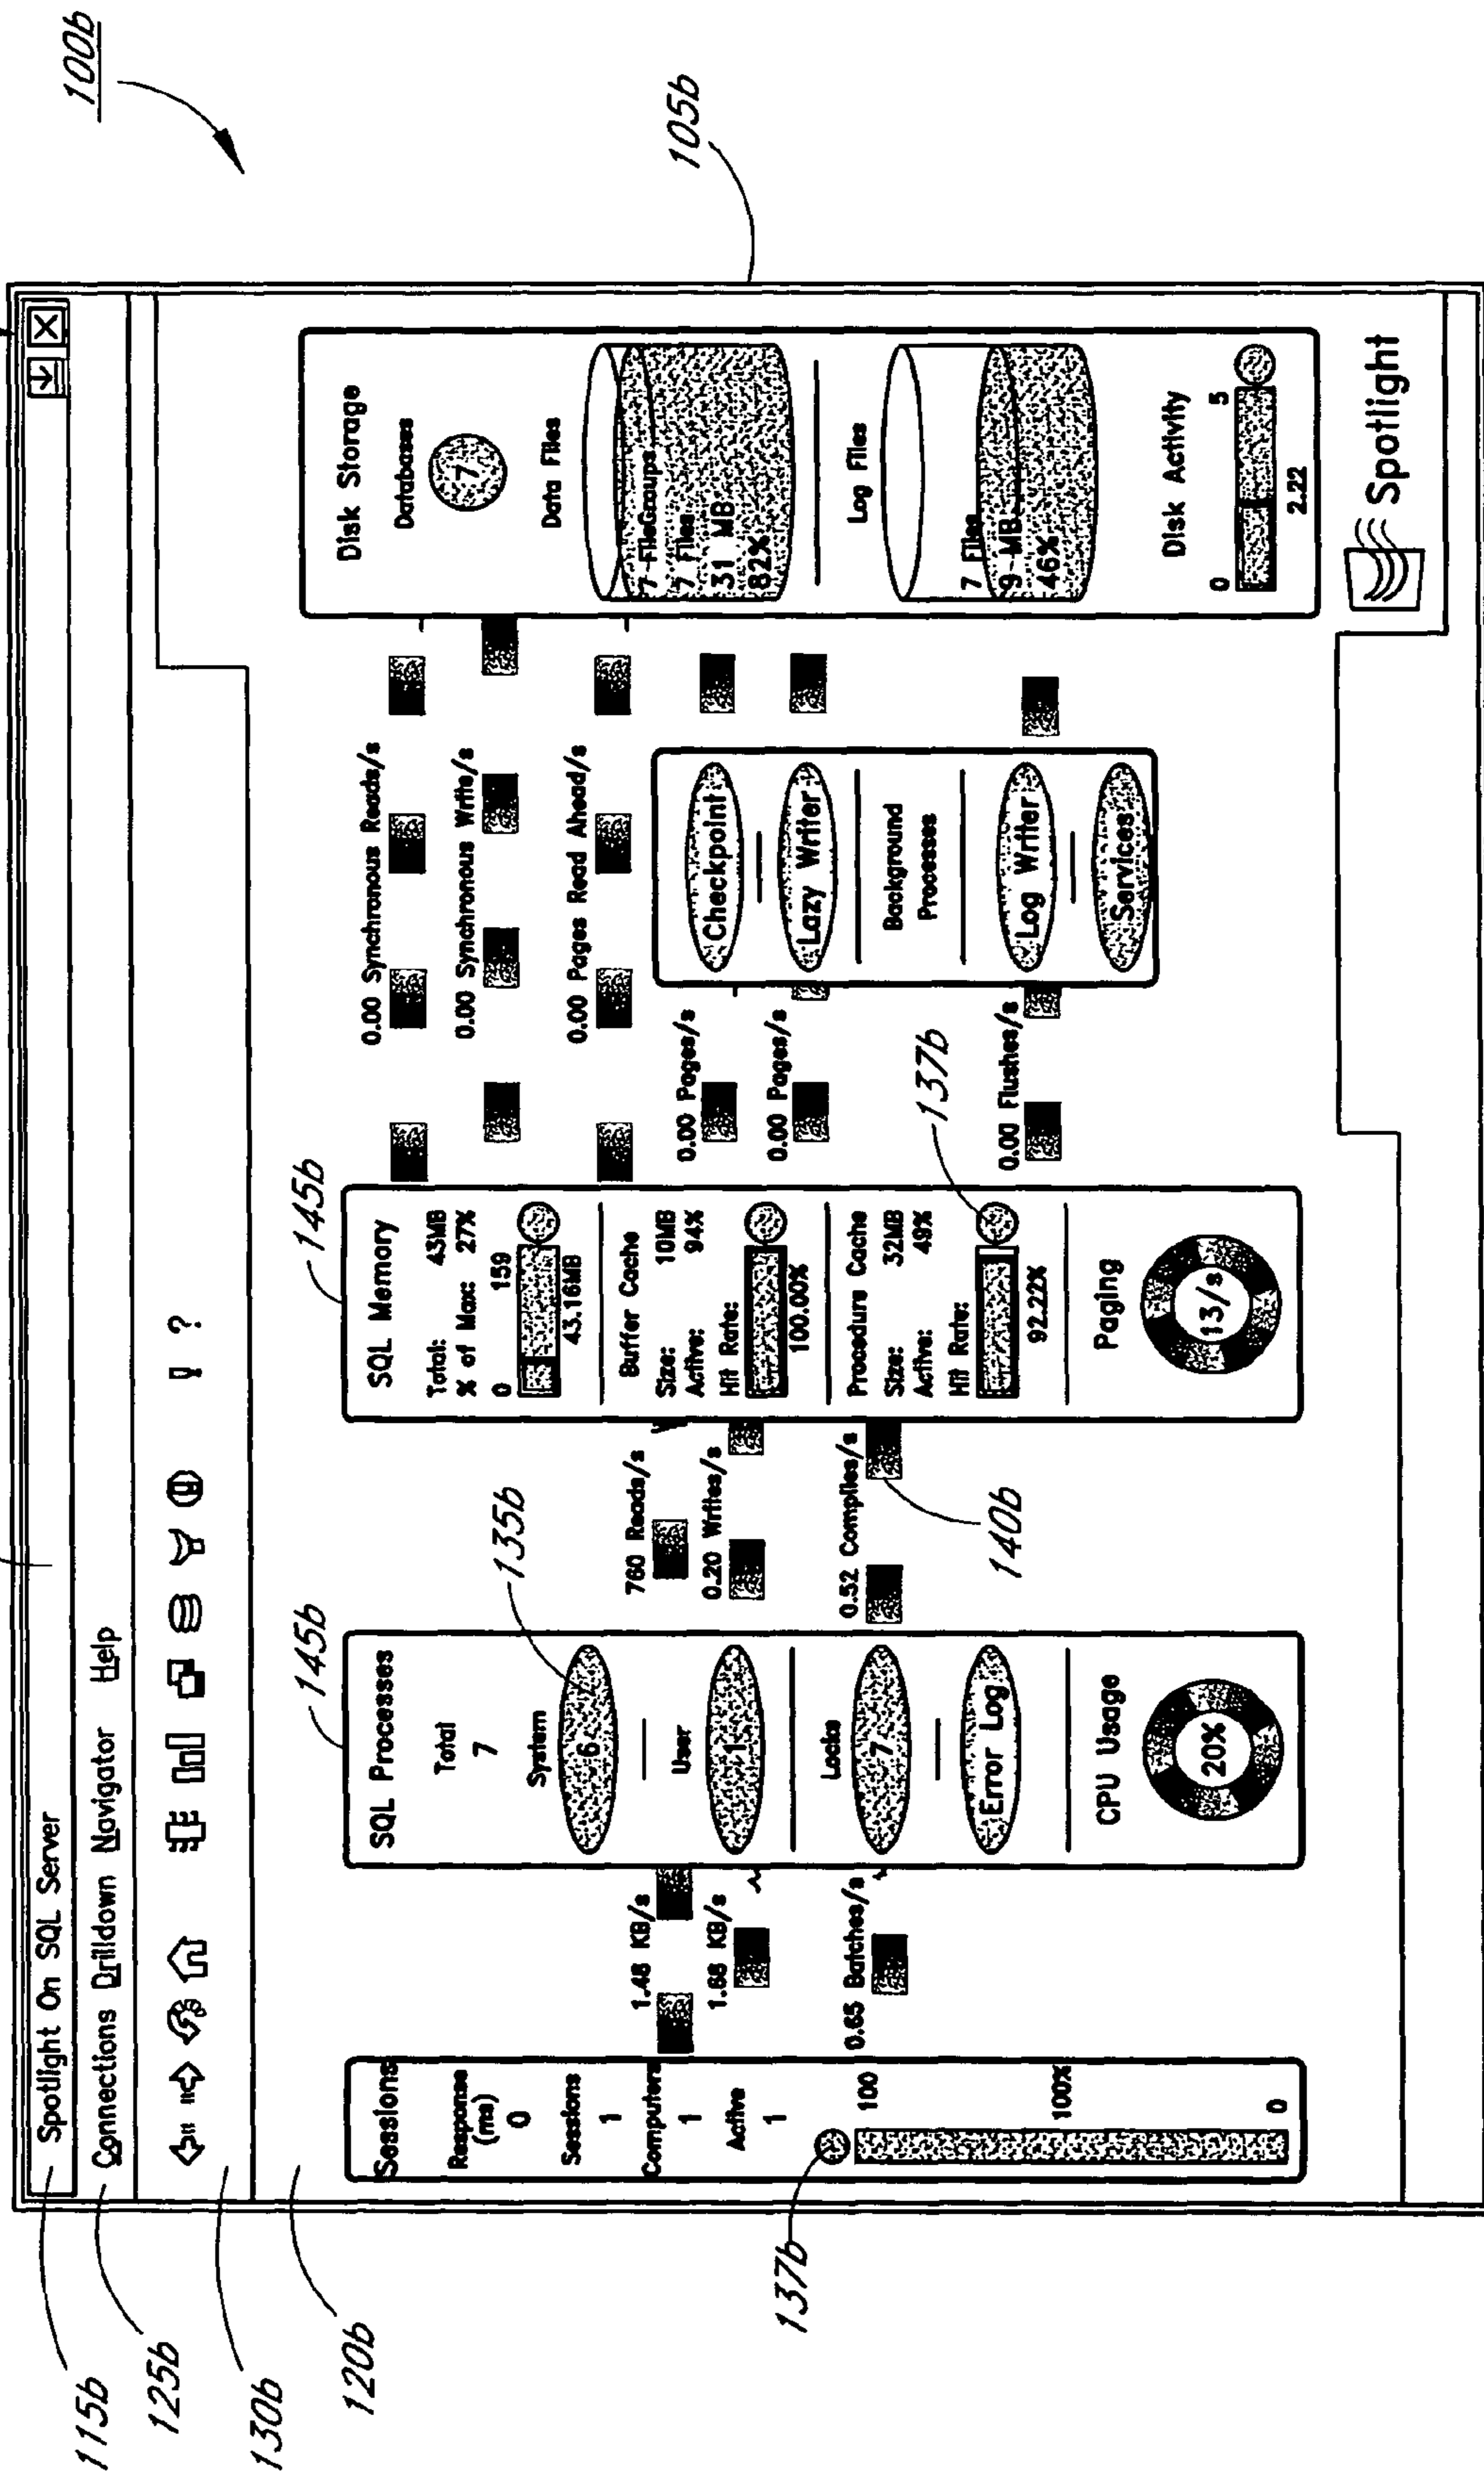 100b
105b
115b
125b
130b
120b
Spotlight On SQL Server
Connections Drilldown Navigator Help
! ?
Sessions
Response
(ms)
0
Sessions
1
Computers
1
Active
1
100
100%
0
137b
1.48 KB/s
1.68 KB/s
0.65 Batches/s
145b
SQL Processes
Total
7
System
6
135b
User
1
Locks
7
Error Log
CPU Usage
20%
760 Reads/s
0.20 Writes/s
0.52 Compiles/s
140b
145b
SQL Memory
Total: 43MB
% of Max: 27%
0 159
43.16MB
Buffer Cache
Size: 10MB
Active: 94%
Hit Rate:
100.00%
Procedure Cache
Size: 32MB
Active: 49%
Hit Rate:
92.22%
137b
Paging
13/s
0.00 Synchronous Reads/s
0.00 Synchronous Write/s
0.00 Pages Read Ahead/s
0.00 Pages/s
0.00 Pages/s
0.00 Flushes/s
Checkpoint
Lazy Writer
Background
Processes
Log Writer
Services
Disk Storage
Databases
7
Data Files
7 FileGroups
7 Files
31 MB
82%
Log Files
7 Files
9 MB
46%
Disk Activity
0 5
2.22
Spotlight